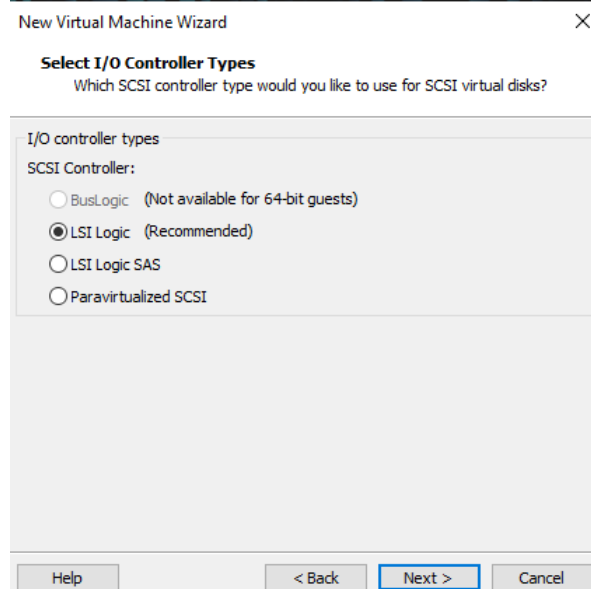 New Virtual Machine Wizard
Select I/O Controller Types
Which SCSI controller type would you like to use for SCSI virtual disks?
I/O controller types
SCSI Controller:
BusLogic (Not available for 64-bit guests)
LSI Logic (Recommended)
LSI Logic SAS
Paravirtualized SCSI
Help < Back Next > Cancel